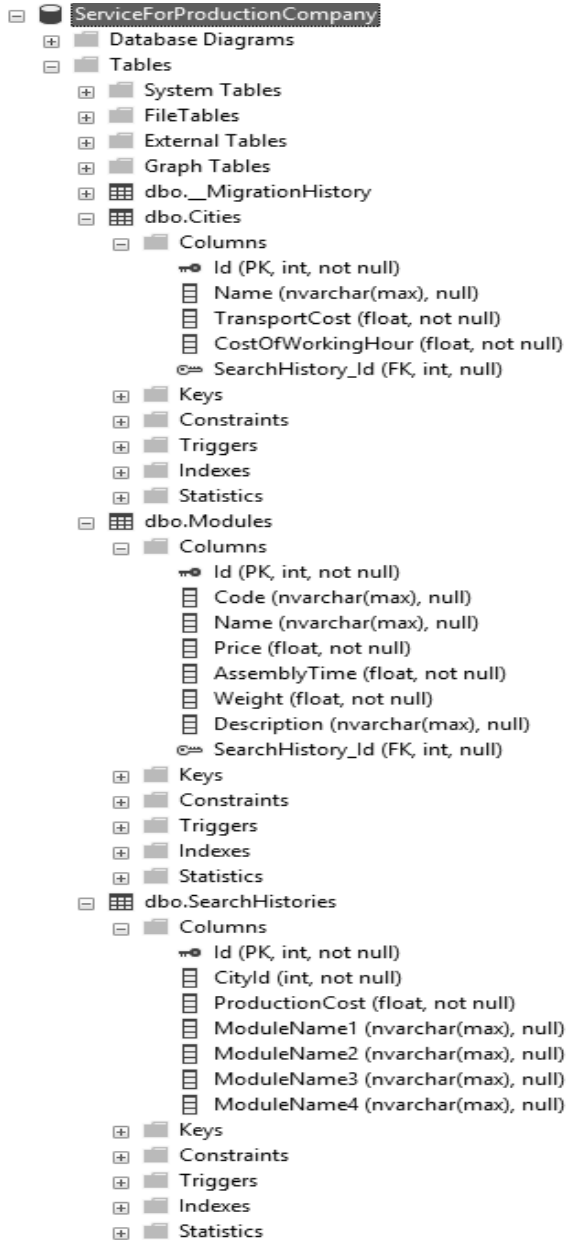 ServiceForProductionCompany
Database Diagrams
Tables
System Tables
FileTables
External Tables
Graph Tables
dbo.__MigrationHistory
dbo.Cities
Columns
Id (PK, int, not null)
Name (nvarchar(max), null)
TransportCost (float, not null)
CostOfWorkingHour (float, not null)
SearchHistory_Id (FK, int, null)
Keys
Constraints
Triggers
Indexes
Statistics
dbo.Modules
Columns
Id (PK, int, not null)
Code (nvarchar(max), null)
Name (nvarchar(max), null)
Price (float, not null)
AssemblyTime (float, not null)
Weight (float, not null)
Description (nvarchar(max), null)
SearchHistory_Id (FK, int, null)
Keys
Constraints
Triggers
Indexes
Statistics
dbo.SearchHistories
Columns
Id (PK, int, not null)
CityId (int, not null)
ProductionCost (float, not null)
ModuleName1 (nvarchar(max), null)
ModuleName2 (nvarchar(max), null)
ModuleName3 (nvarchar(max), null)
ModuleName4 (nvarchar(max), null)
Keys
Constraints
Triggers
Indexes
Statistics